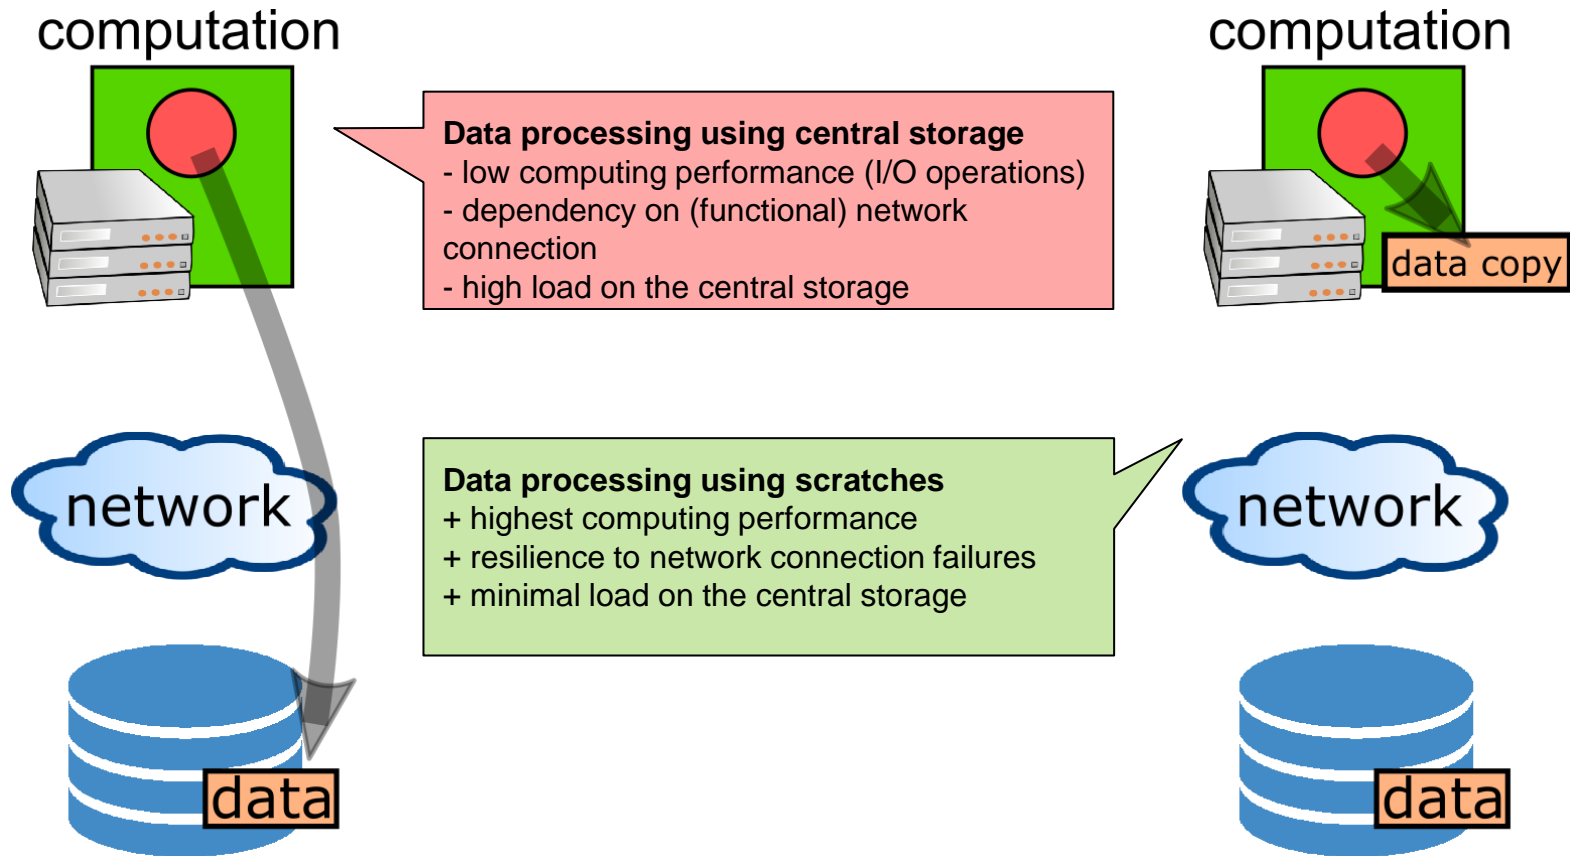 computation
computation
Data processing using central storage
- low computing performance (I/O operations)
- dependency on (functional) network
connection
- high load on the central storage
data copy
network
Data processing using scratches
+ highest computing performance
+ resilience to network connection failures
+ minimal load on the central storage
network
data
data